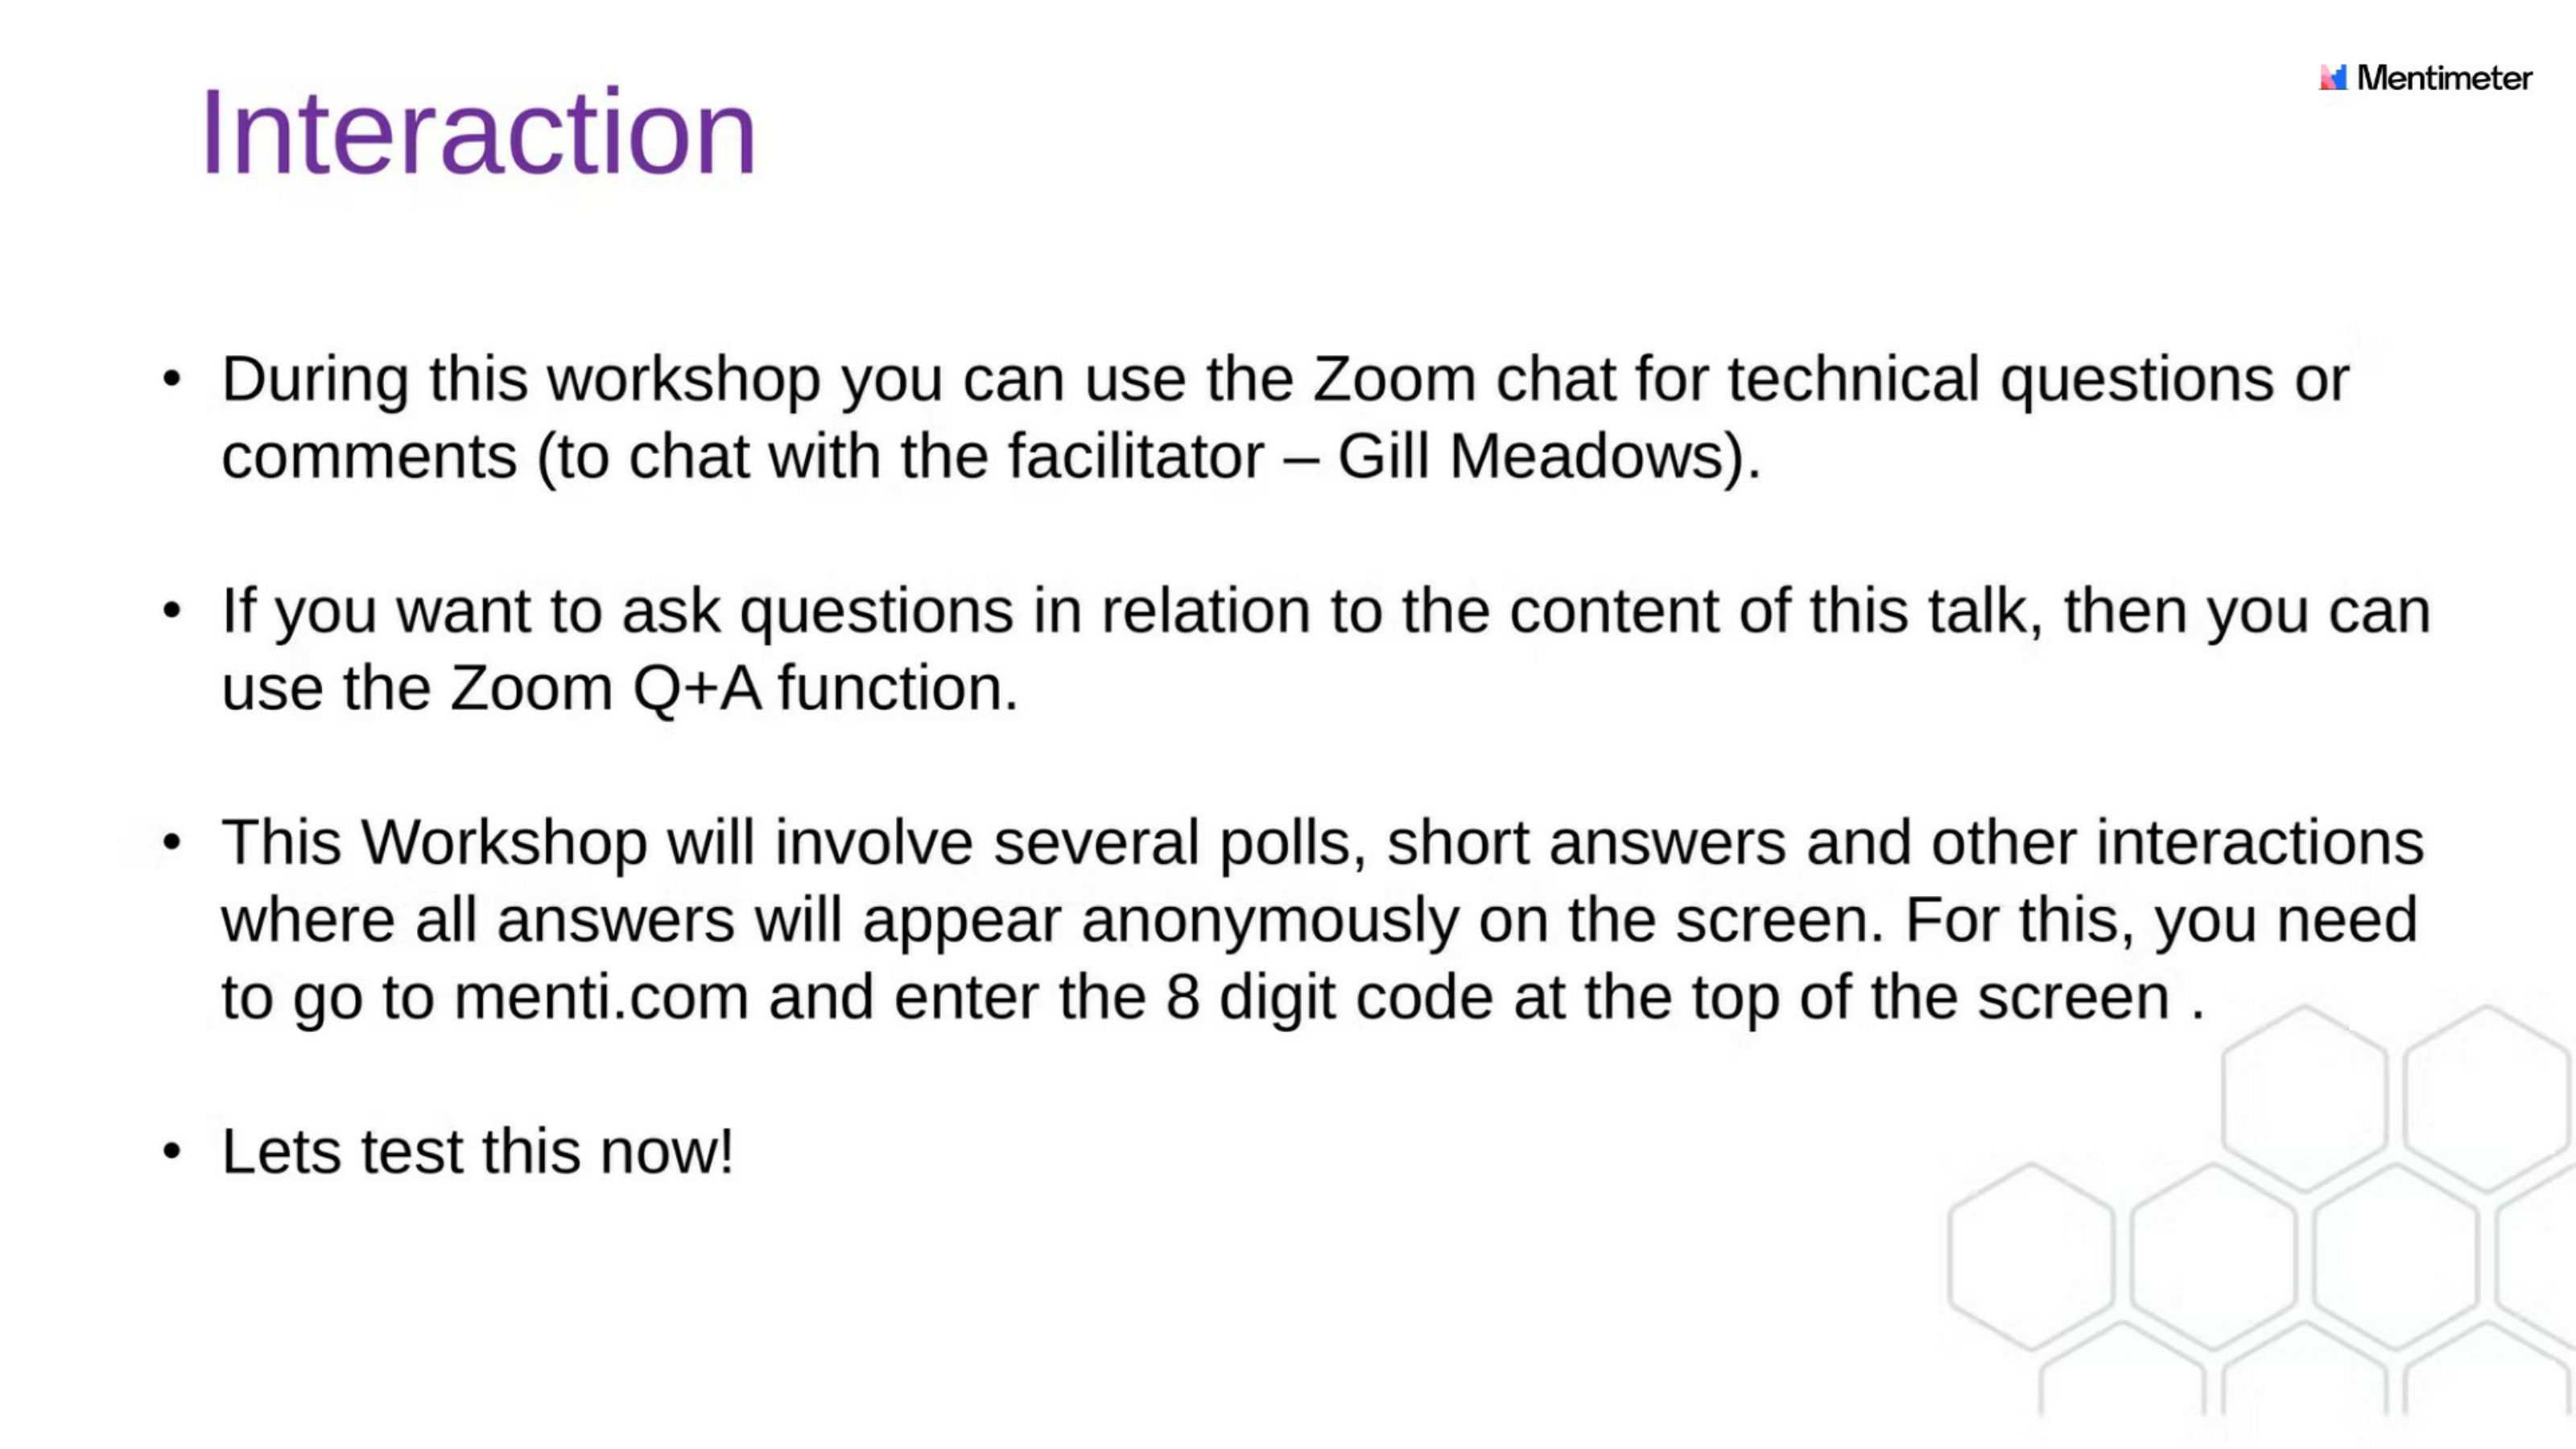 Interaction
Mentimeter
• During this workshop you can use the Zoom chat for technical questions or
comments (to chat with the facilitator – Gill Meadows).
• If you want to ask questions in relation to the content of this talk, then you can
use the Zoom Q+A function.
• This Workshop will involve several polls, short answers and other interactions
where all answers will appear anonymously on the screen. For this, you need
to go to menti.com and enter the 8 digit code at the top of the screen .
• Lets test this now!